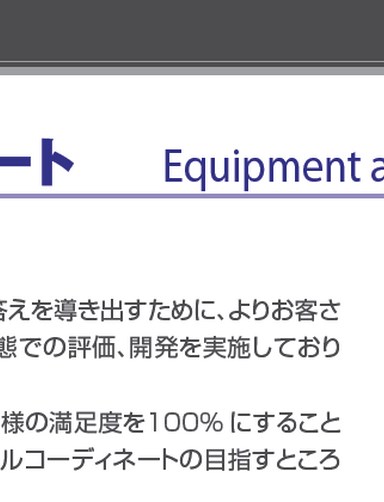 ート
Equipment a
答えを導き出すために、よりお客さ
態での評価、開発を実施しており
様の満足度を100% にすること
ルコーディネートの目指すところ